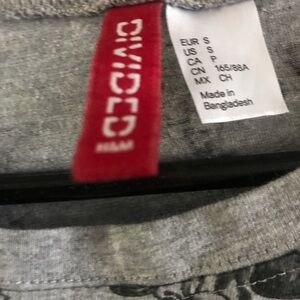 DIVIDED
H&M
EUR S
US S
CA P
CN 165/88A
MX CH
Made in
Bangladesh